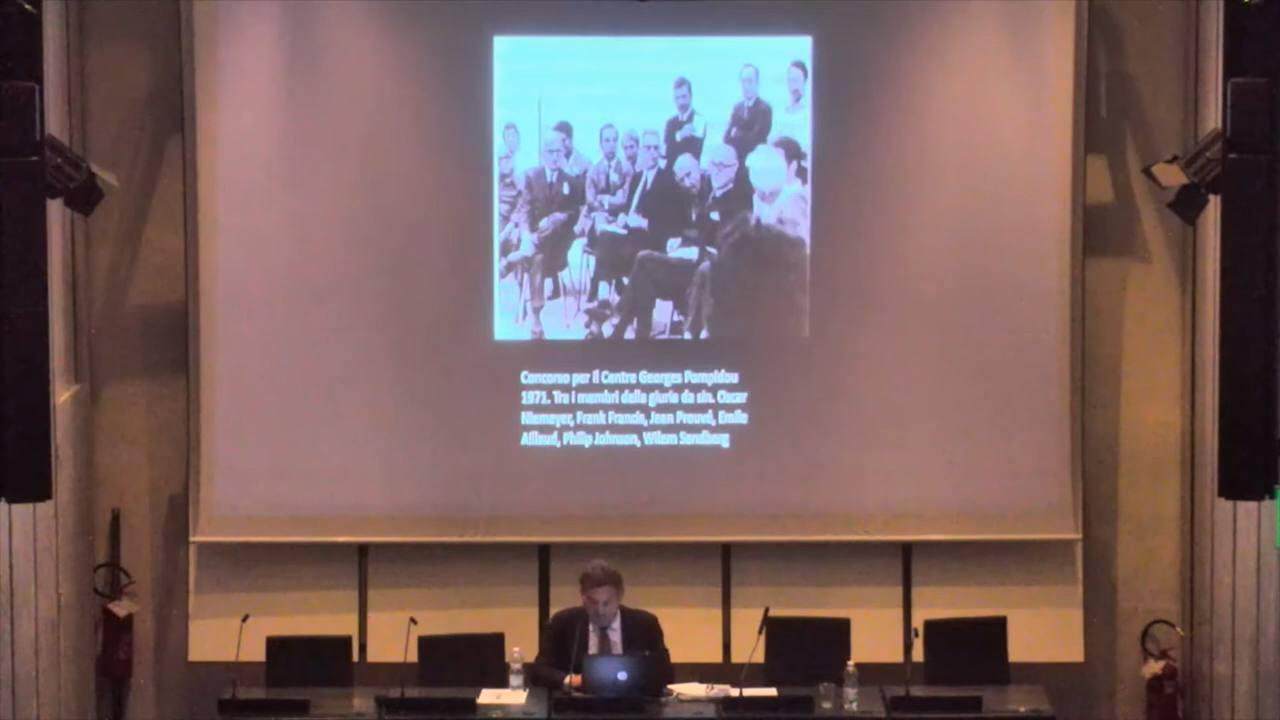 Concorso per il Centre Georges Pompidou
1971. Tra i membri della giuria da sin. Oscar
Niemeyer, Frank Francis, Jean Prouvé, Emile
Aillaud, Philip Johnson, Wilem Sandberg